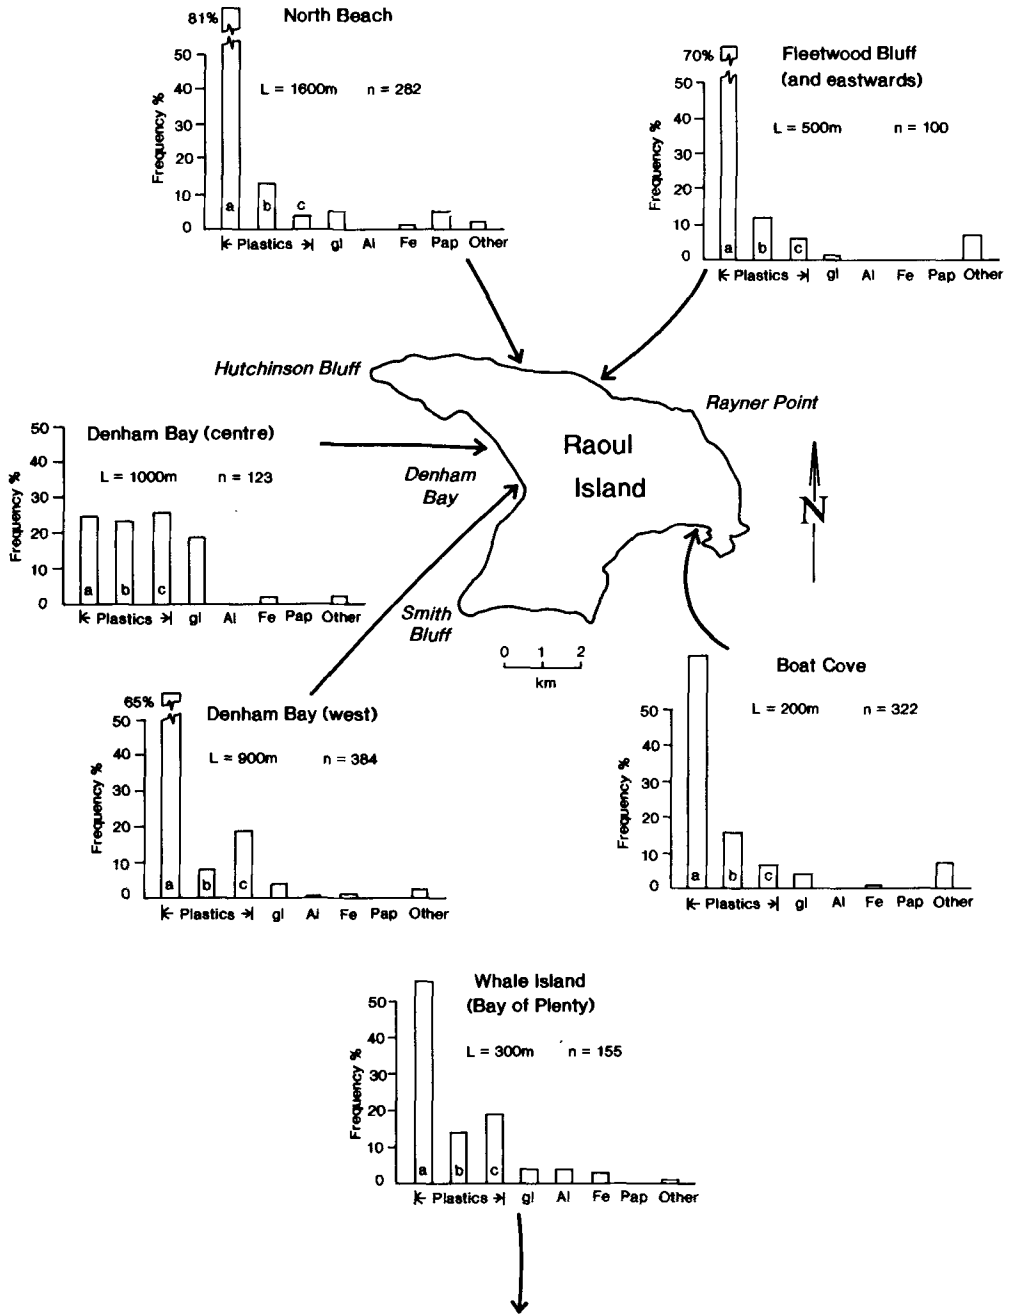 North Beach
81%
L = 1600m n = 282
Frequency %
50
40
30
20
10
0
a b c
|← Plastics →| gl Al Fe Pap Other
Fleetwood Bluff
(and eastwards)
70%
L = 500m n = 100
Frequency %
50
40
30
20
10
0
a b c
|← Plastics →| gl Al Fe Pap Other
Hutchinson Bluff
Rayner Point
Raoul
Island
Denham
Bay
Smith
Bluff
N
0 1 2
km
Denham Bay (centre)
L = 1000m n = 123
Frequency %
50
40
30
20
10
0
a b c
|← Plastics →| gl Al Fe Pap Other
Denham Bay (west)
65%
L = 900m n = 384
Frequency %
50
40
30
20
10
0
a b c
|← Plastics →| gl Al Fe Pap Other
Boat Cove
L = 200m n = 322
Frequency %
50
40
30
20
10
0
a b c
|← Plastics →| gl Al Fe Pap Other
Whale Island
(Bay of Plenty)
L = 300m n = 155
Frequency %
50
40
30
20
10
0
a b c
|← Plastics →| gl Al Fe Pap Other